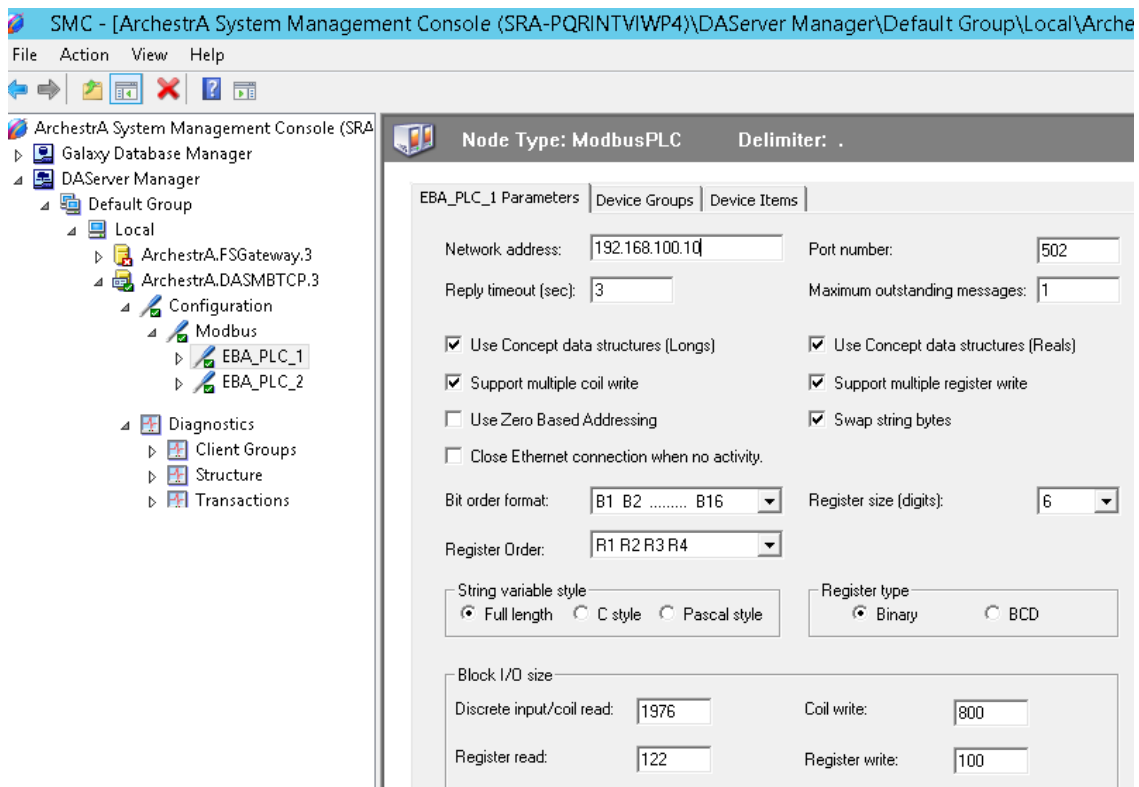 SMC - [ArchestrA System Management Console (SRA-PQRINTVIWP4)\DAServer Manager\Default Group\Local\Arche
File Action View Help
ArchestrA System Management Console (SRA
Galaxy Database Manager
DAServer Manager
Default Group
Local
ArchestrA.FSGateway.3
ArchestrA.DASMBTCP.3
Configuration
Modbus
EBA_PLC_1
EBA_PLC_2
Diagnostics
Client Groups
Structure
Transactions
Node Type: ModbusPLC Delimiter: .
EBA_PLC_1 Parameters Device Groups Device Items
Network address: 192.168.100.10 Port number: 502
Reply timeout (sec): 3 Maximum outstanding messages: 1
Use Concept data structures (Longs) Use Concept data structures (Reals)
Support multiple coil write Support multiple register write
Use Zero Based Addressing Swap string bytes
Close Ethernet connection when no activity.
Bit order format: B1 B2 ......... B16 Register size (digits): 6
Register Order: R1 R2 R3 R4
String variable style Register type
Full length C style Pascal style Binary BCD
Block I/O size
Discrete input/coil read: 1976 Coil write: 800
Register read: 122 Register write: 100